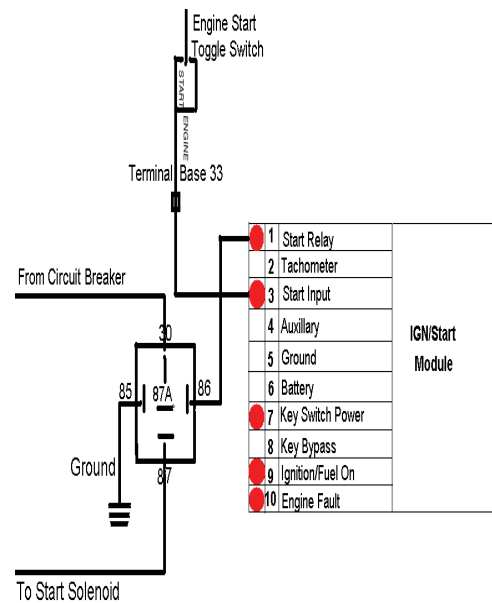 Engine Start
Toggle Switch
START
ENGINE
Terminal Base 33
1 Start Relay
2 Tachometer
From Circuit Breaker
3 Start Input
4 Auxillary
IGN/Start
Module
30
5 Ground
85
87A
86
6 Battery
7 Key Switch Power
8 Key Bypass
Ground
87
9 Ignition/Fuel On
10 Engine Fault
To Start Solenoid